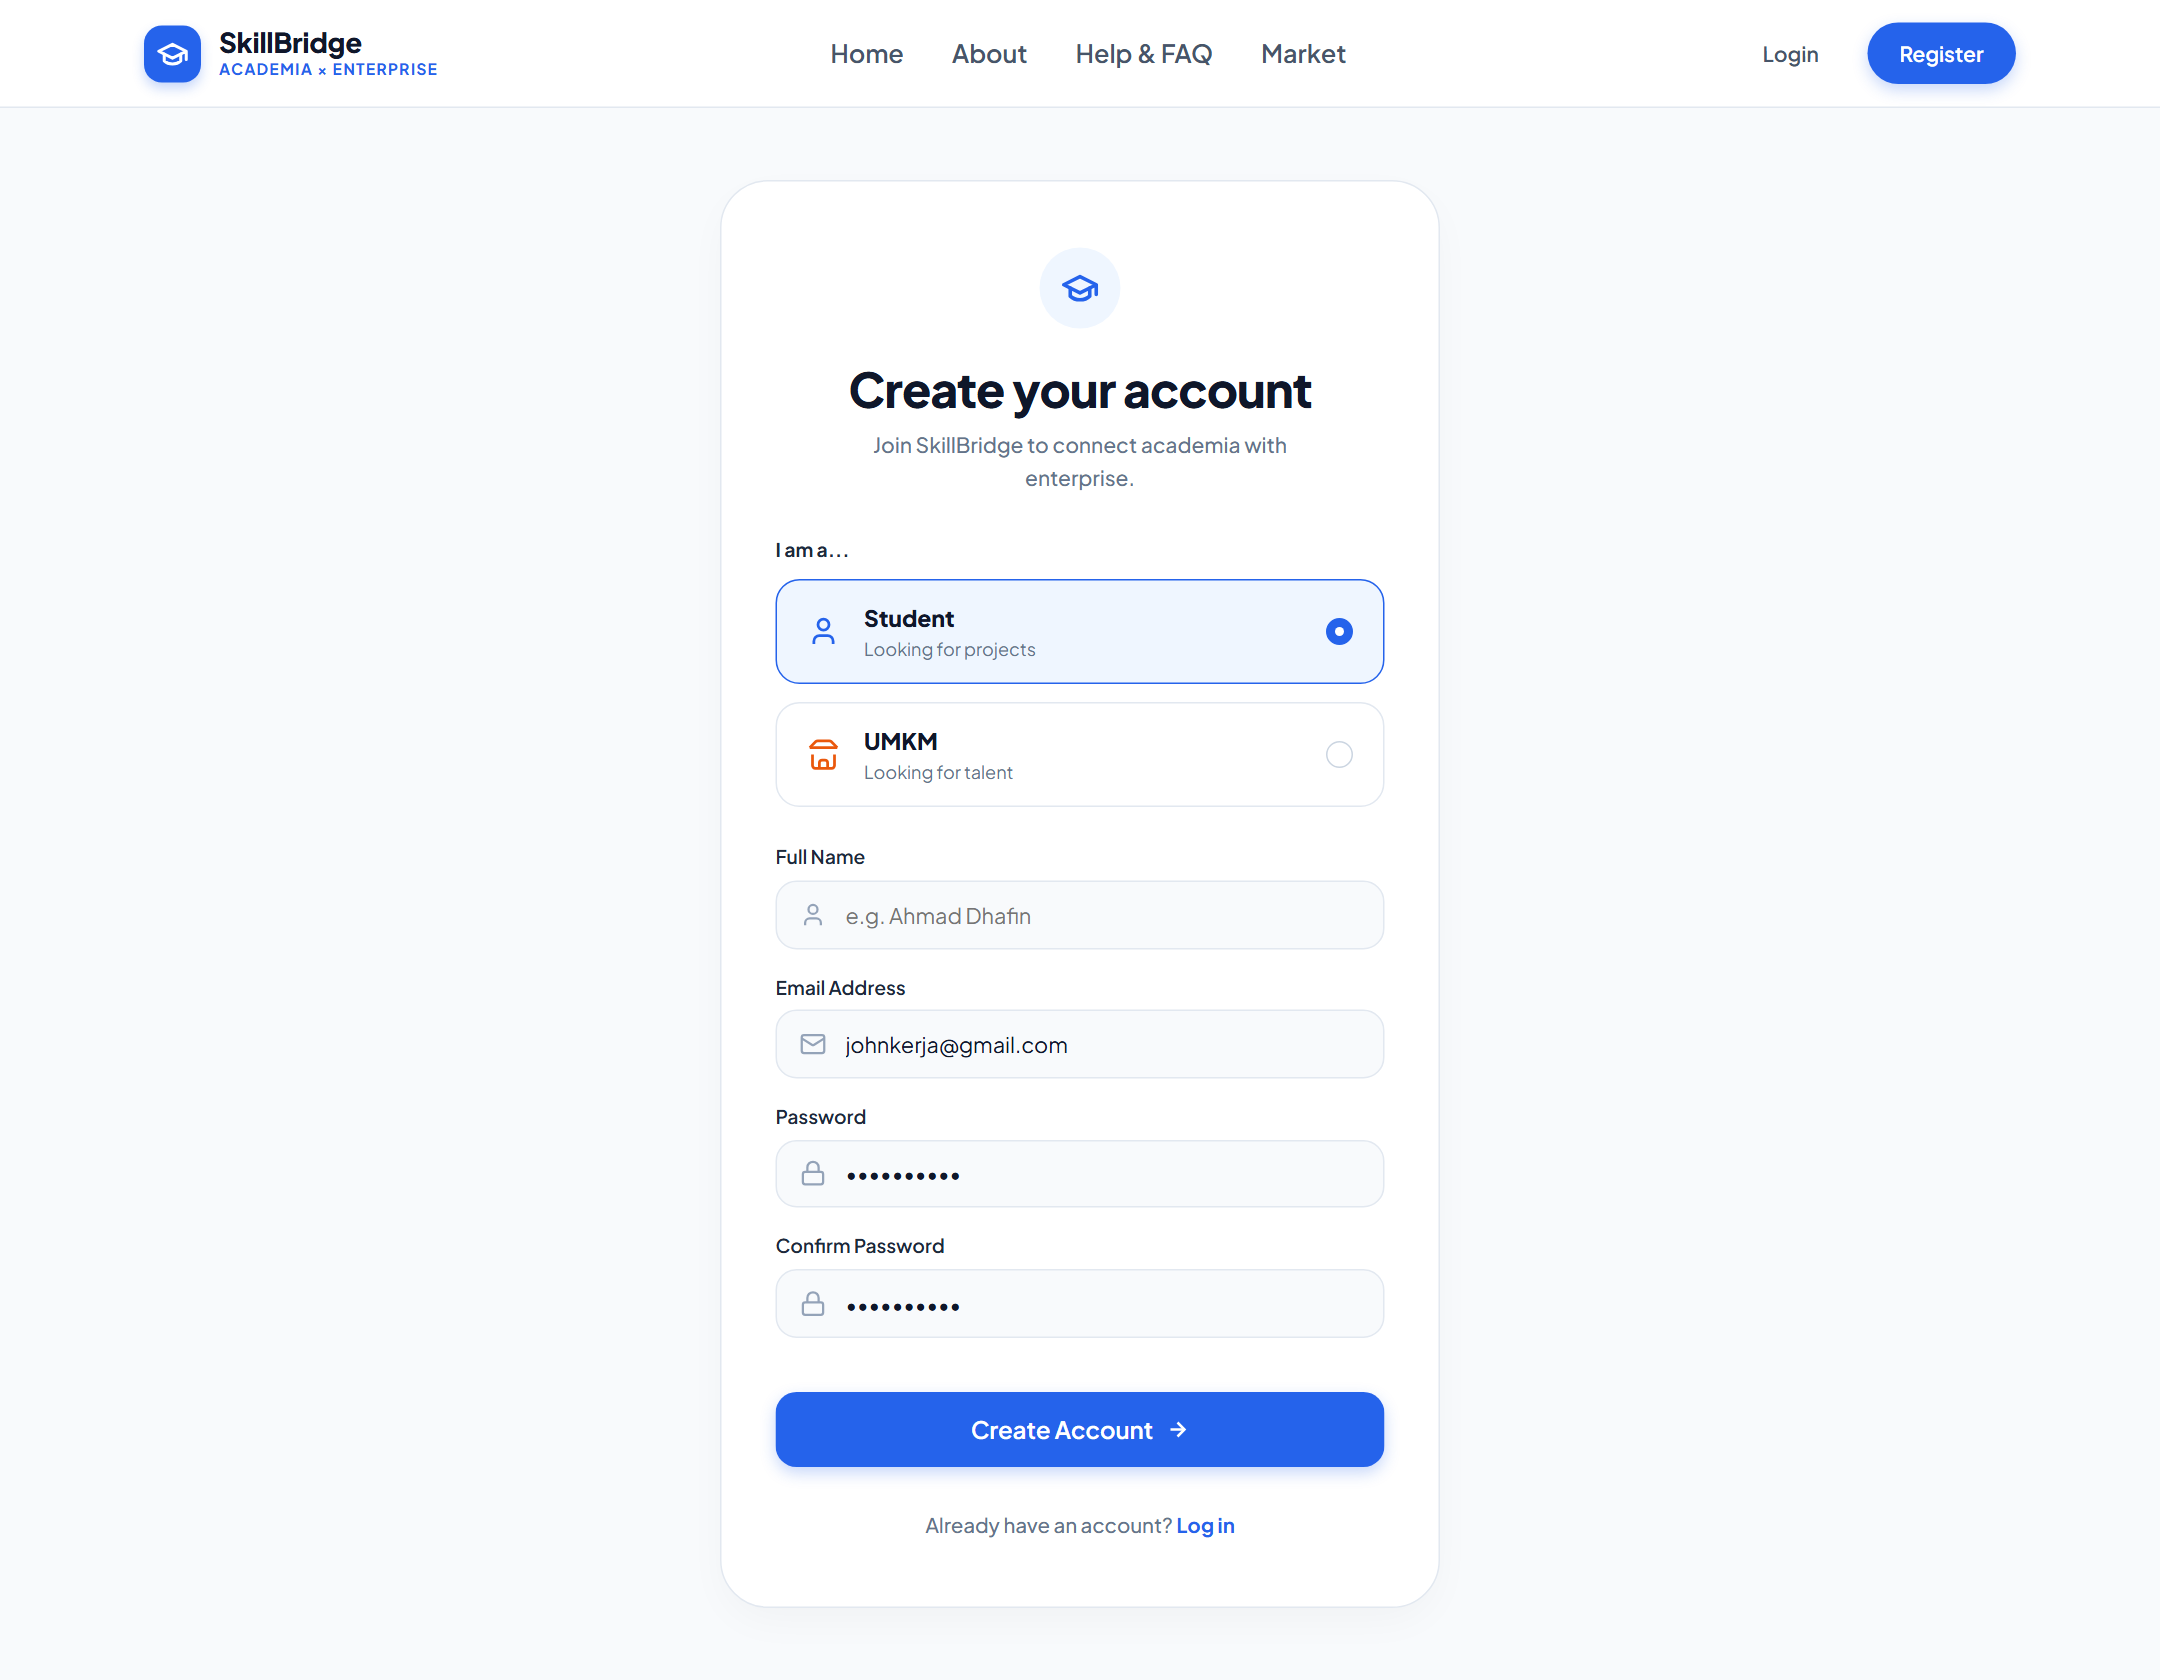 SkillBridge
ACADEMIA × ENTERPRISE
Home
About
Help & FAQ
Market
Login
Register
Create your account
Join SkillBridge to connect academia with
enterprise.
I am a...
Student
Looking for projects
UMKM
Looking for talent
Full Name
e.g. Ahmad Dhafin
Email Address
johnkerja@gmail.com
Password
••••••••••
Confirm Password
••••••••••
Create Account →
Already have an account? Log in